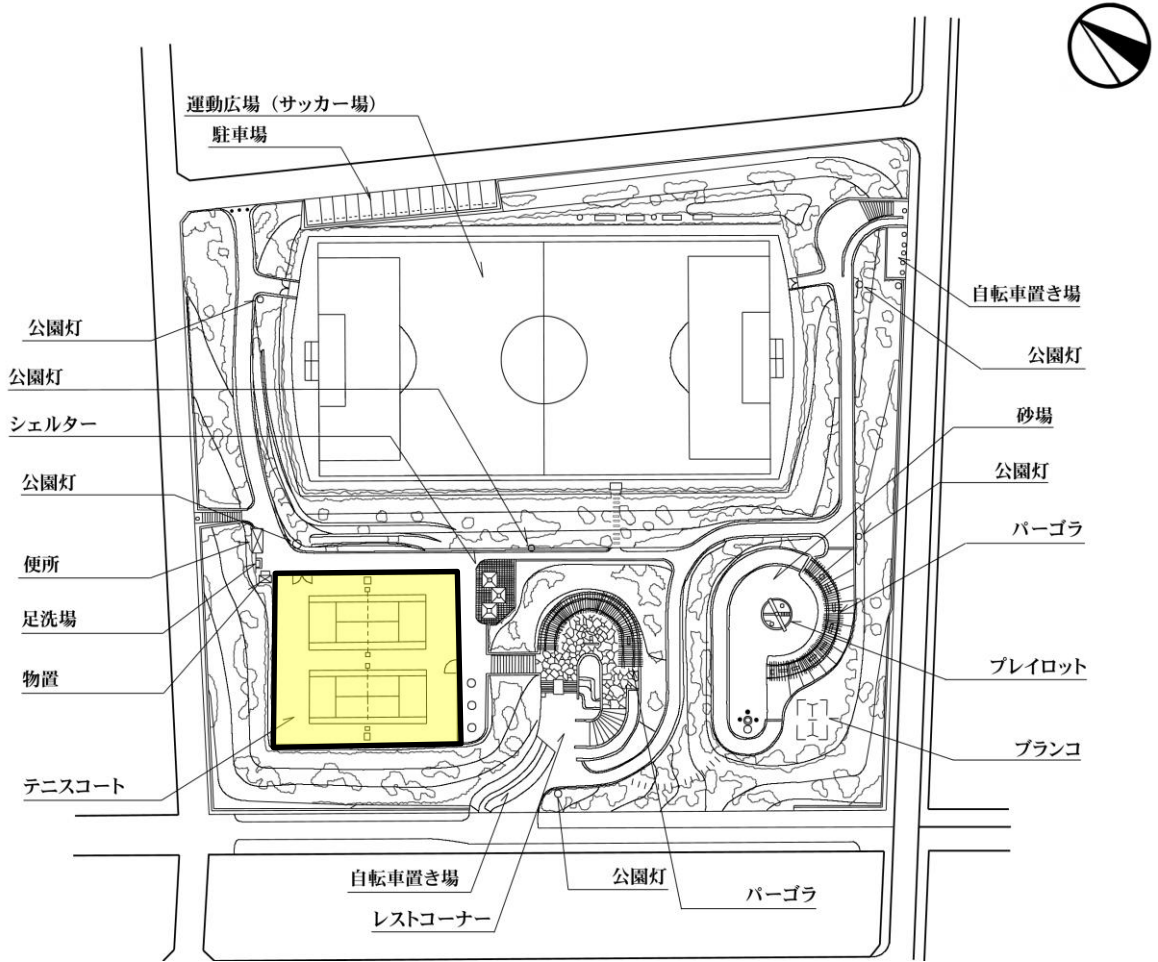 運動広場（サッカー場）
駐車場
自転車置き場
公園灯
公園灯
公園灯
砂場
シェルター
公園灯
公園灯
パーゴラ
便所
足洗場
物置
プレイロット
ブランコ
テニスコート
自転車置き場
公園灯
パーゴラ
レストコーナー